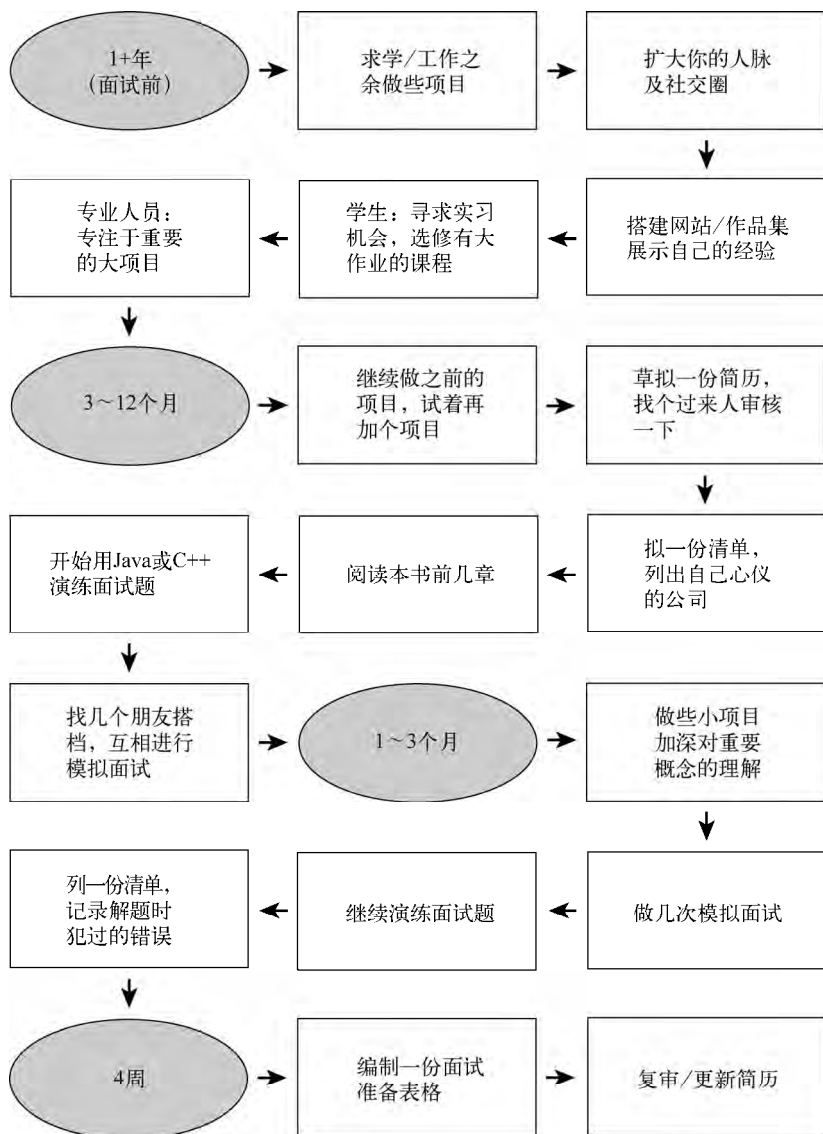 1+年
（面试前）
求学/工作之
余做些项目
扩大你的人脉
及社交圈
搭建网站/作品集
展示自己的经验
学生：寻求实习
机会，选修有大
作业的课程
专业人员：
专注于重要
的大项目
3～12个月
继续做之前的
项目，试着再
加个项目
草拟一份简历，
找个过来人审核
一下
拟一份清单，
列出自己心仪
的公司
阅读本书前几章
开始用Java或C++
演练面试题
找几个朋友搭
档，互相进行
模拟面试
1～3个月
做些小项目
加深对重要
概念的理解
做几次模拟面试
继续演练面试题
列一份清单，
记录解题时
犯过的错误
4周
编制一份面试
准备表格
复审/更新简历